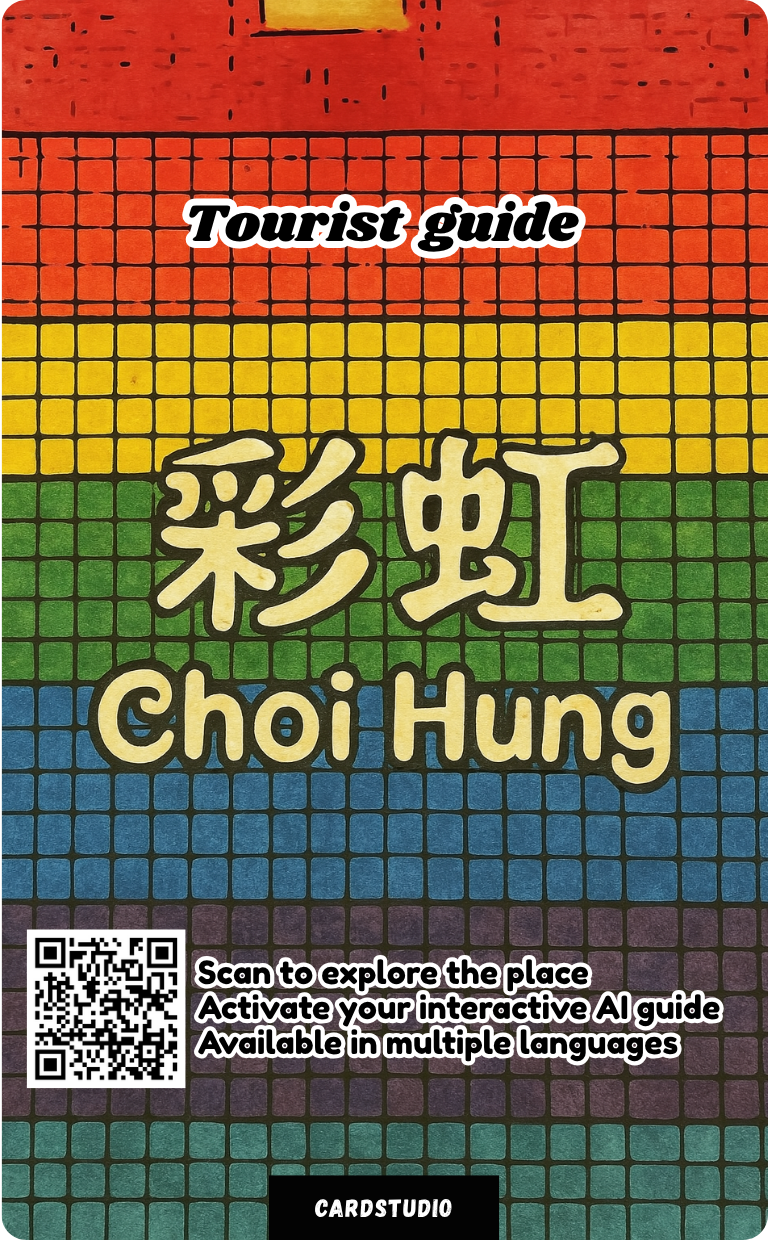 Tourist guide
彩虹
Choi Hung
Scan to explore the place
Activate your interactive AI guide
Available in multiple languages
CARDSTUDIO